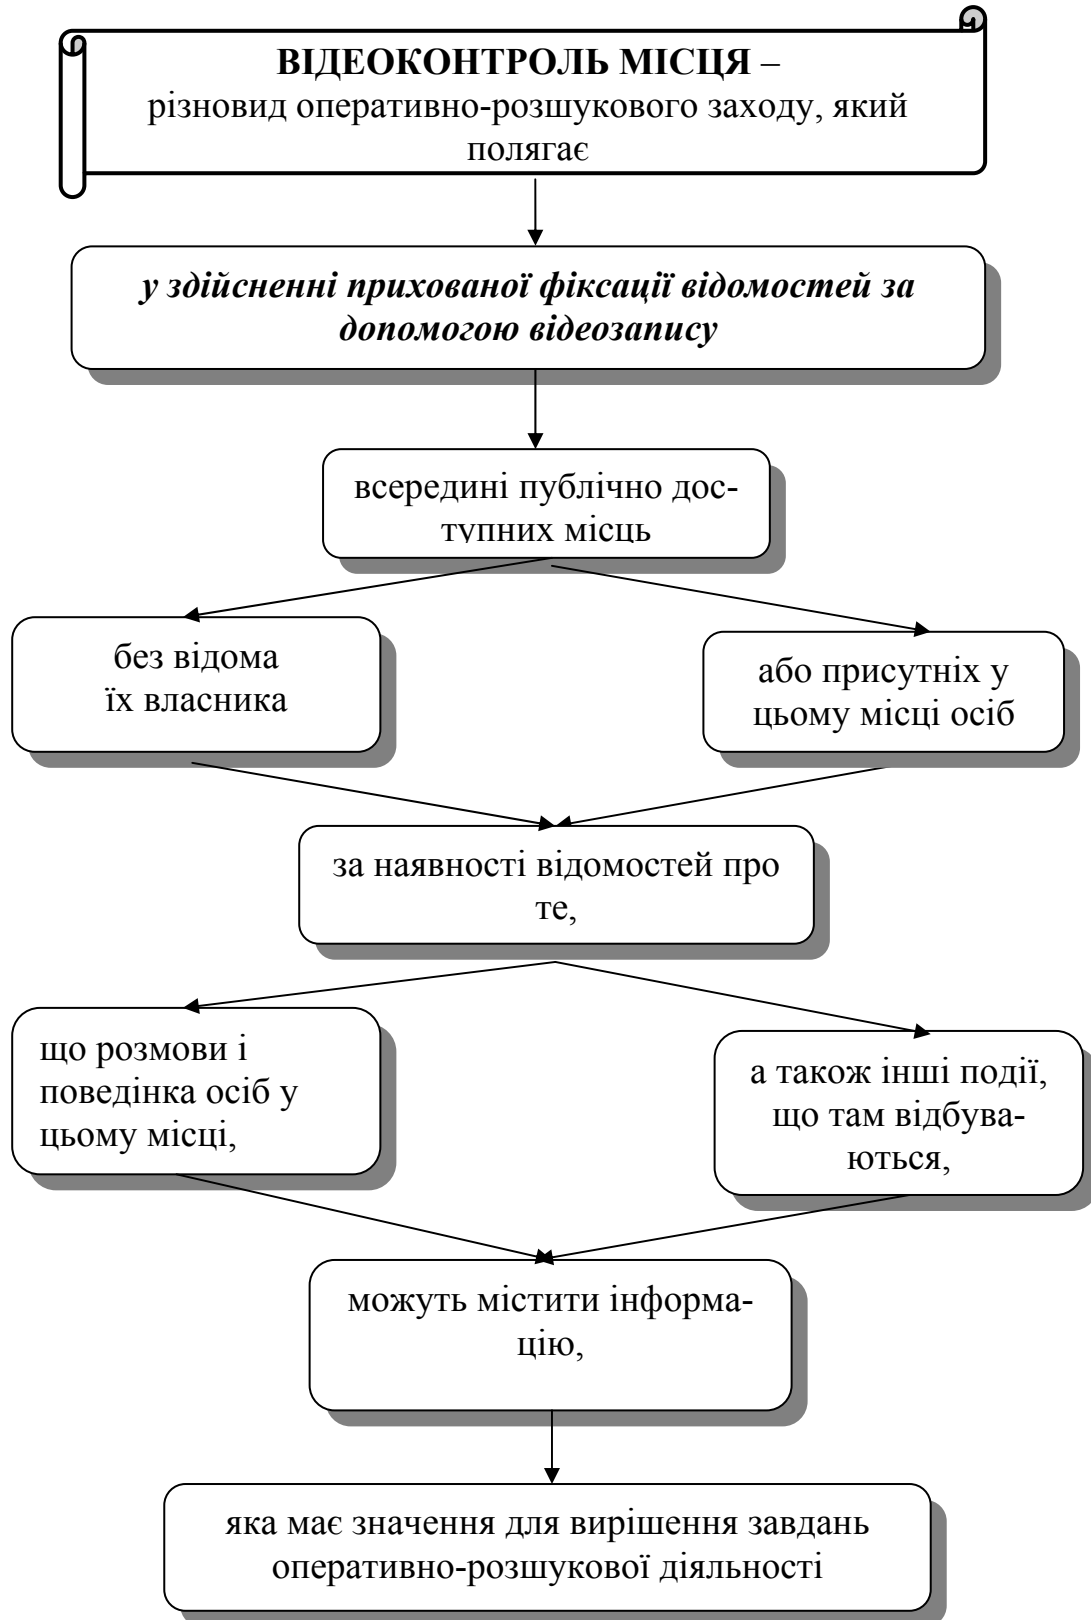 ВІДЕОКОНТРОЛЬ МІСЦЯ –
різновид оперативно-розшукового заходу, який
полягає
у здійсненні прихованої фіксації відомостей за
допомогою відеозапису
всередині публічно дос-
тупних місць
без відома
їх власника
або присутніх у
цьому місці осіб
за наявності відомостей про
те,
що розмови і
поведінка осіб у
цьому місці,
а також інші події,
що там відбува-
ються,
можуть містити інформа-
цію,
яка має значення для вирішення завдань
оперативно-розшукової діяльності